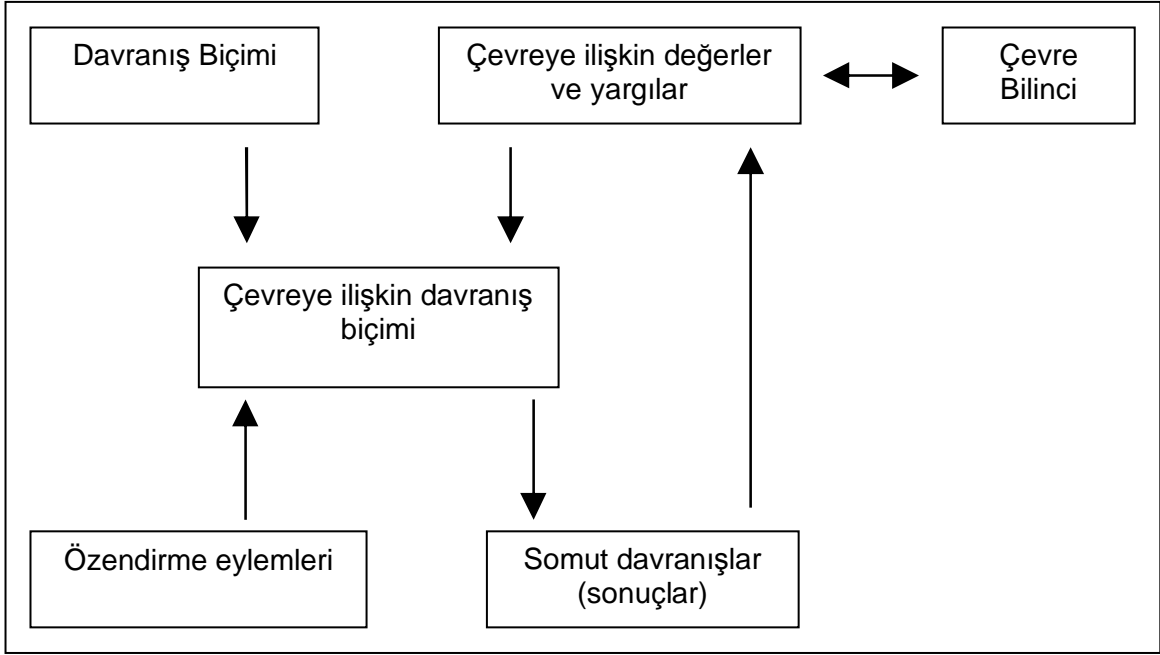 Davranış Biçimi
Çevreye ilişkin değerler
ve yargılar
Çevre
Bilinci
Çevreye ilişkin davranış
biçimi
Özendirme eylemleri
Somut davranışlar
(sonuçlar)